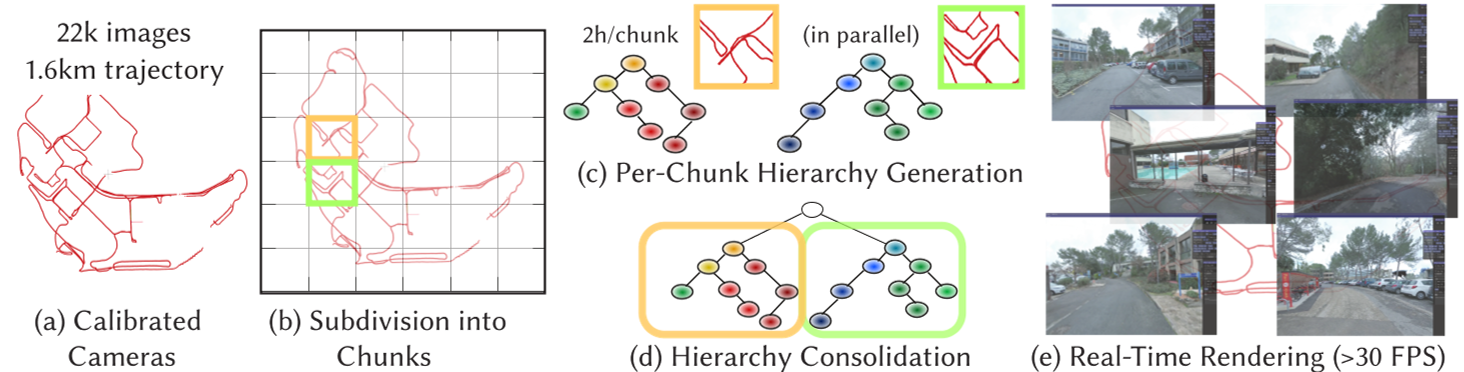 22k images
1.6km trajectory
(a) Calibrated
Cameras
(b) Subdivision into
Chunks
2h/chunk
(in parallel)
(c) Per-Chunk Hierarchy Generation
(d) Hierarchy Consolidation
(e) Real-Time Rendering (>30 FPS)